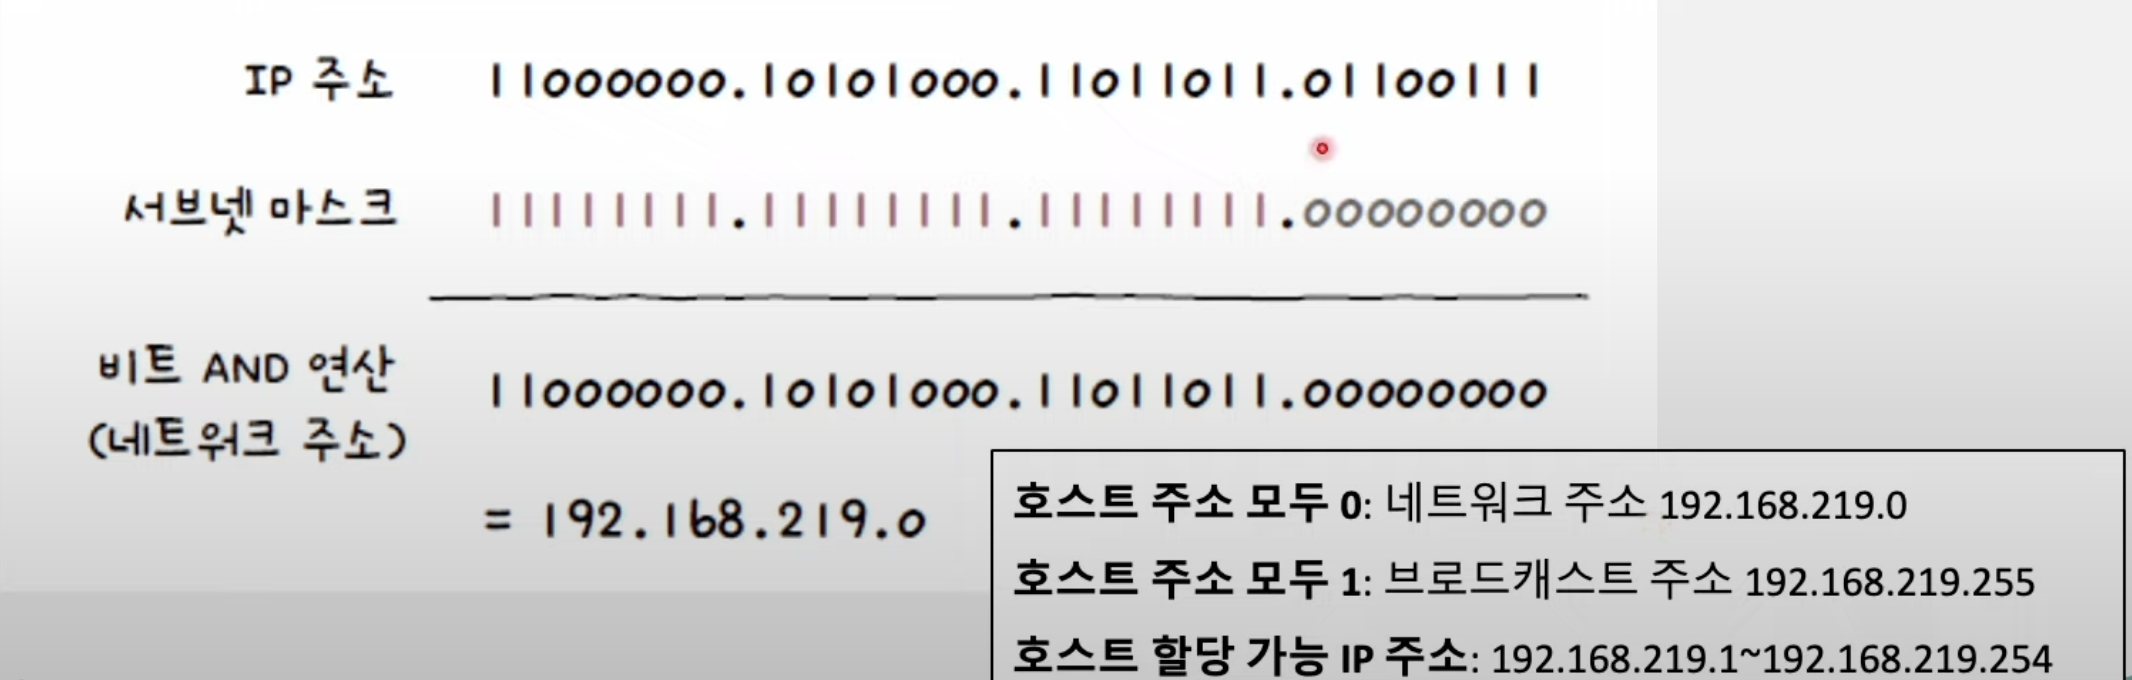 IP 주소 11000000.10101000.11011011.01100111
서브넷 마스크 11111111.11111111.11111111.00000000
비트 AND 연산
(네트워크 주소) 11000000.10101000.11011011.00000000
= 192.168.219.0
호스트 주소 모두 0: 네트워크 주소 192.168.219.0
호스트 주소 모두 1: 브로드캐스트 주소 192.168.219.255
호스트 할당 가능 IP 주소: 192.168.219.1~192.168.219.254